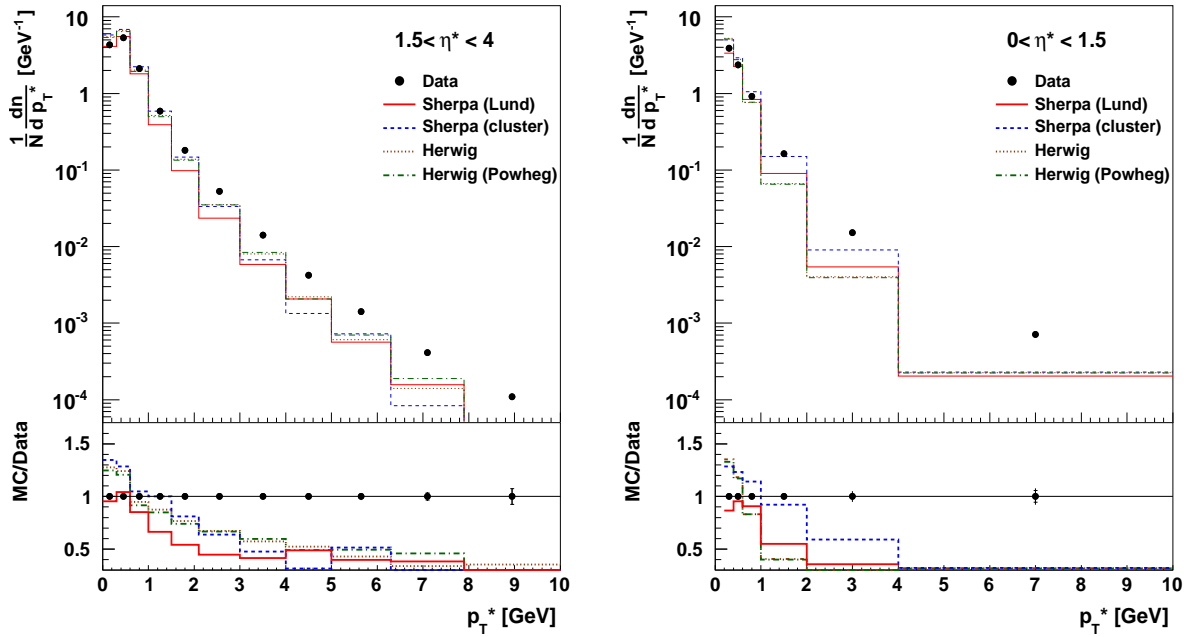 1/N dn/d p_T* [GeV⁻¹]
10
1
10⁻¹
10⁻²
10⁻³
10⁻⁴
1.5< η* < 4
Data
Sherpa (Lund)
Sherpa (cluster)
Herwig
Herwig (Powheg)
MC/Data
1.5
1
0.5
0 1 2 3 4 5 6 7 8 9 10
p_T* [GeV]
1/N dn/d p_T* [GeV⁻¹]
10
1
10⁻¹
10⁻²
10⁻³
10⁻⁴
0< η* < 1.5
Data
Sherpa (Lund)
Sherpa (cluster)
Herwig
Herwig (Powheg)
MC/Data
1.5
1
0.5
0 1 2 3 4 5 6 7 8 9 10
p_T* [GeV]